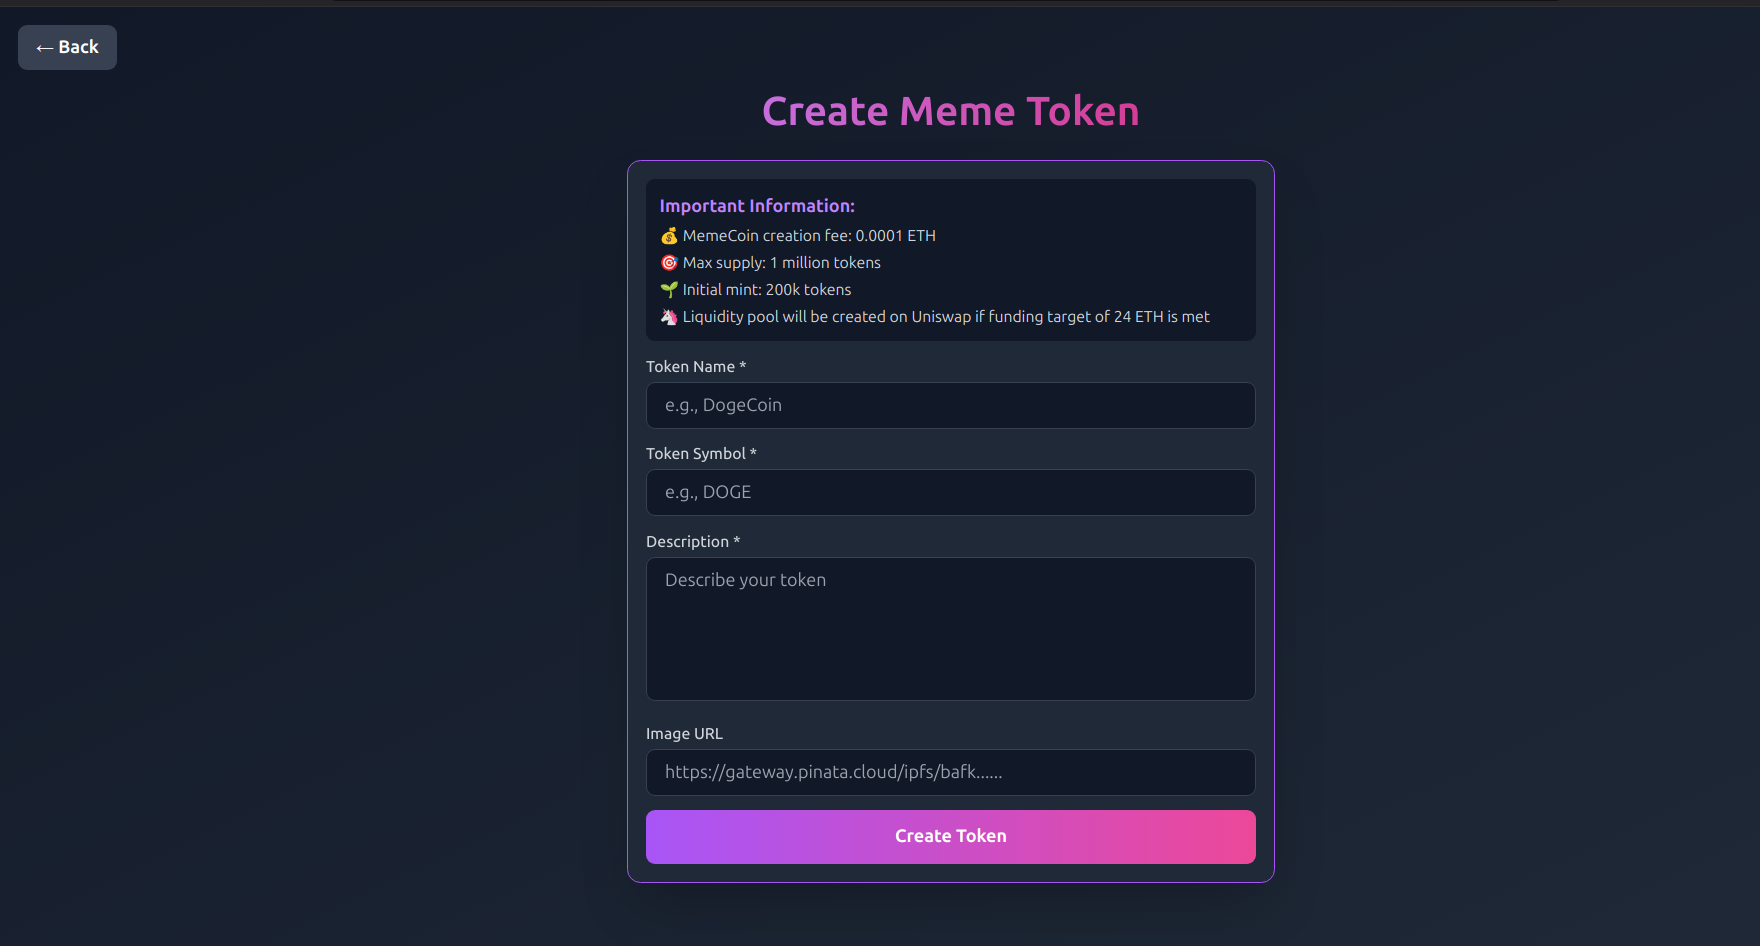 ← Back
Create Meme Token
Important Information:
💰 MemeCoin creation fee: 0.0001 ETH
🎯 Max supply: 1 million tokens
🌱 Initial mint: 200k tokens
🦄 Liquidity pool will be created on Uniswap if funding target of 24 ETH is met
Token Name *
e.g., DogeCoin
Token Symbol *
e.g., DOGE
Description *
Describe your token
Image URL
https://gateway.pinata.cloud/ipfs/bafk......
Create Token